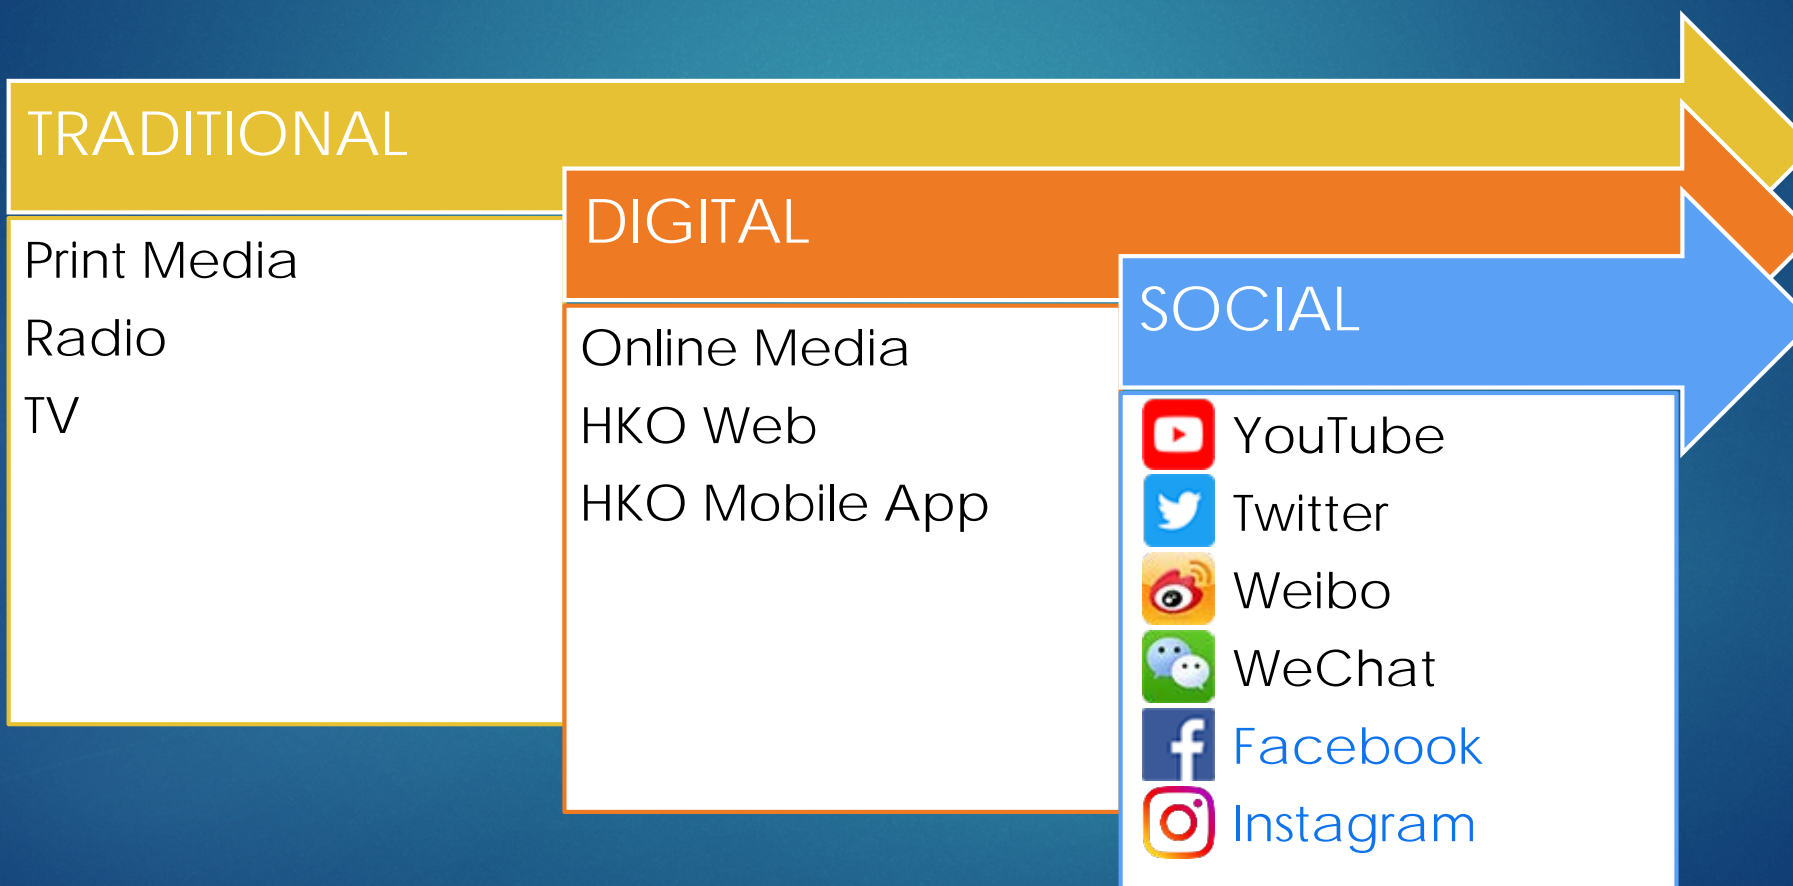 TRADITIONAL
Print Media
Radio
TV
DIGITAL
Online Media
HKO Web
HKO Mobile App
SOCIAL
YouTube
Twitter
Weibo
WeChat
Facebook
Instagram